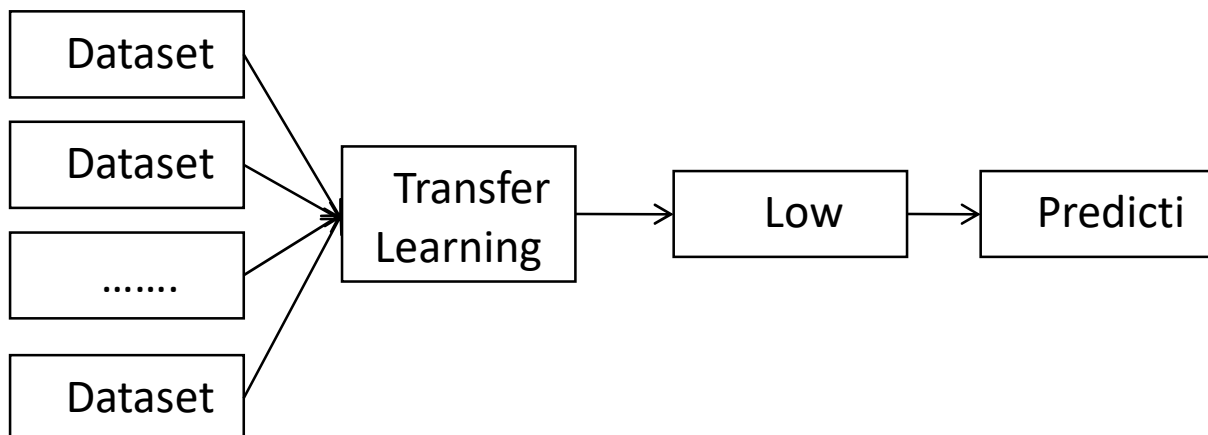 Dataset
Dataset
.......
Dataset
Transfer
Learning
Low
Predicti